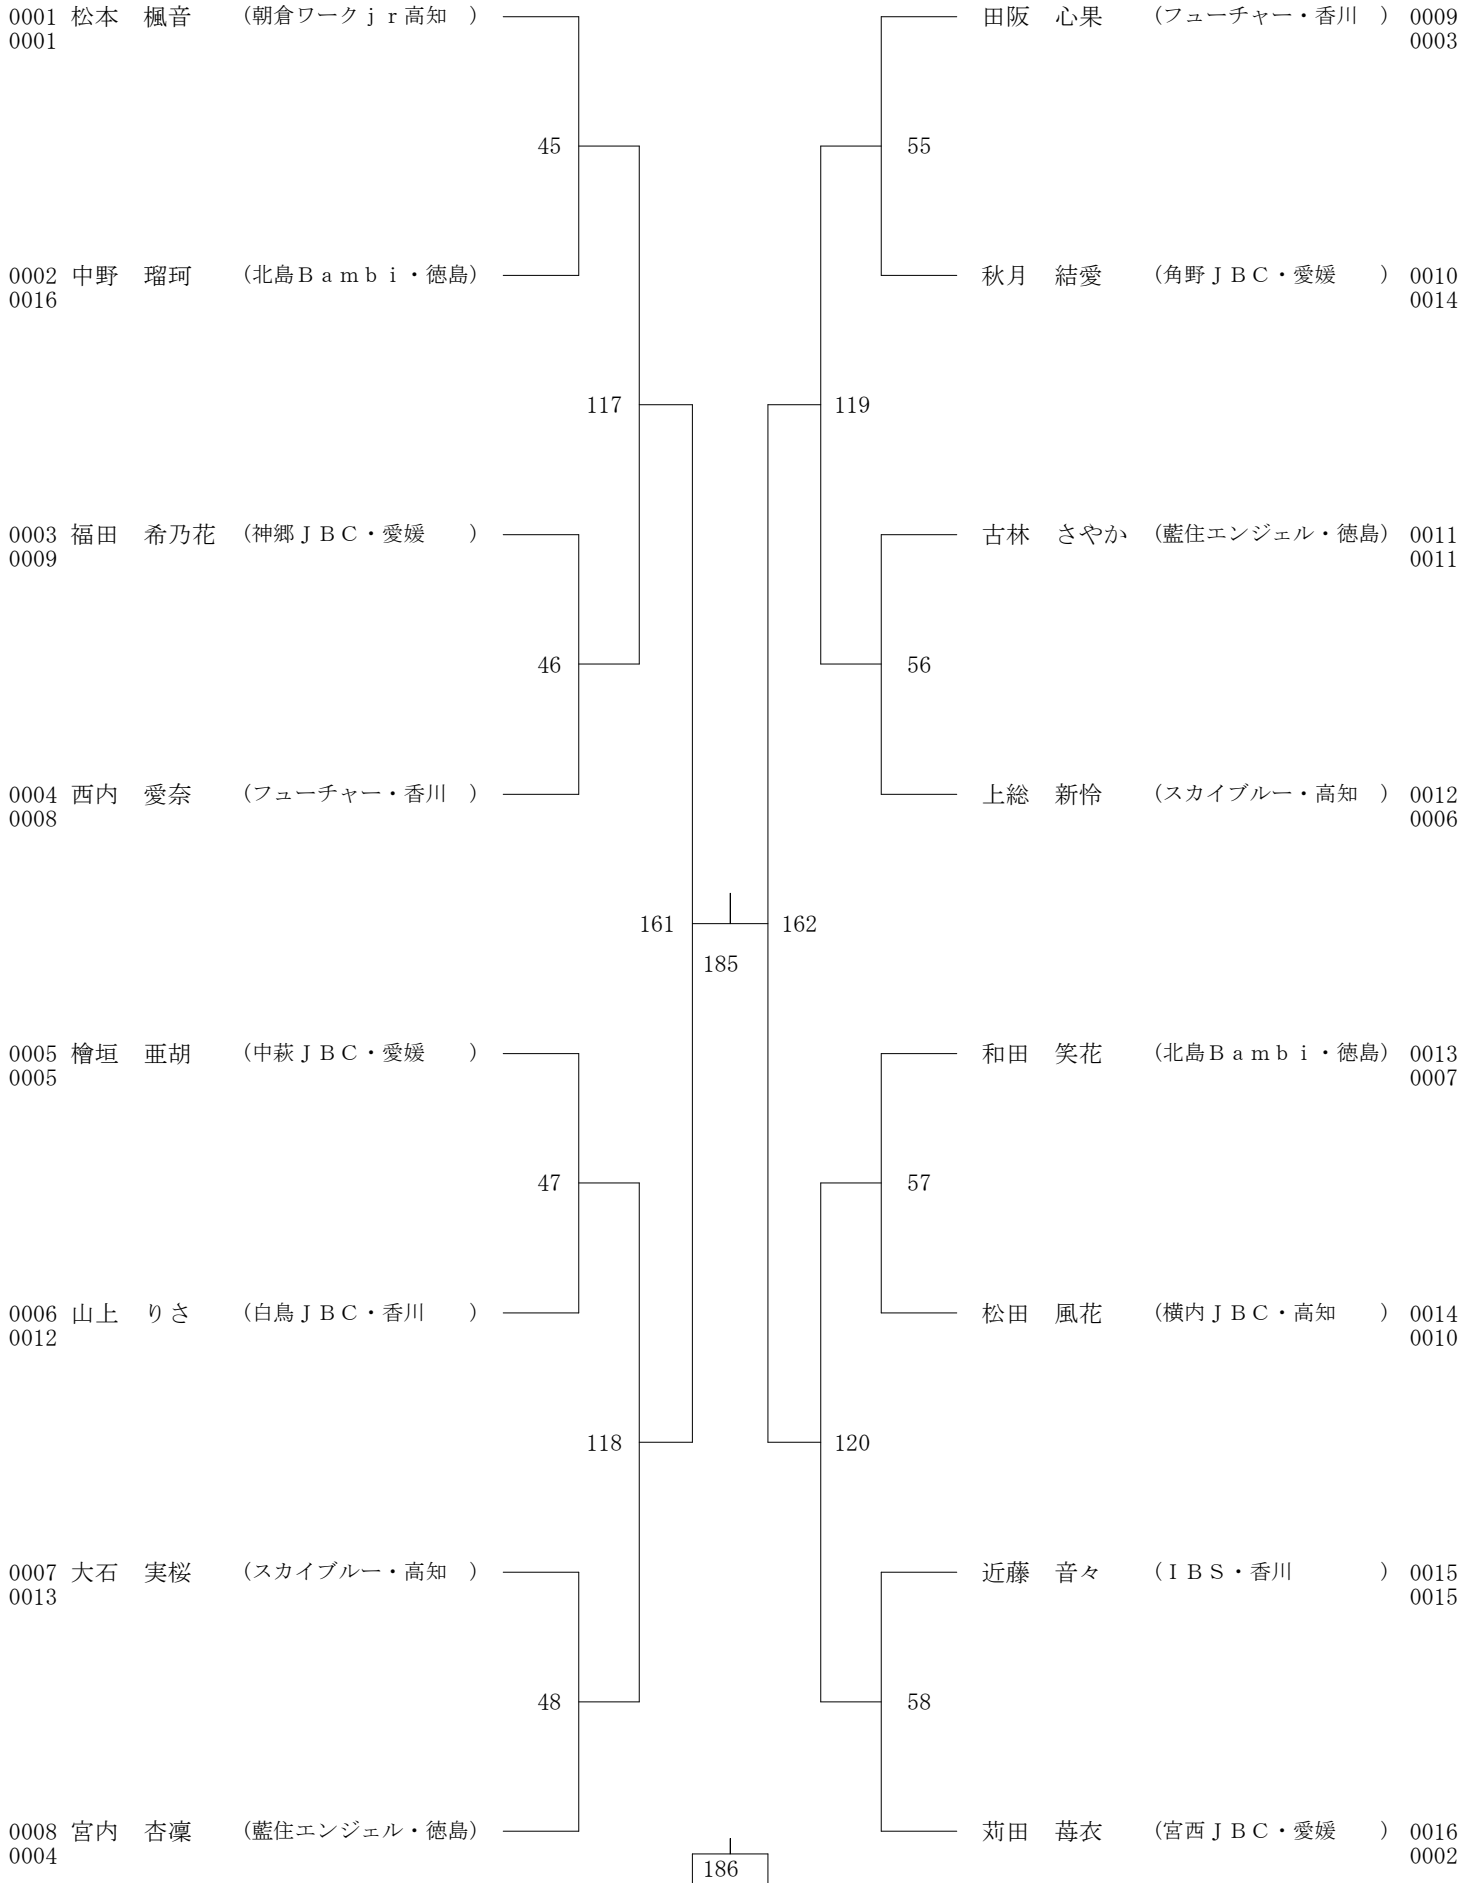 0001 松本　楓音　（朝倉ワークｊｒ高知　）
0001
45
0002 中野　瑠珂　（北島Ｂａｍｂｉ・徳島）
0016
117
0003 福田　希乃花　（神郷ＪＢＣ・愛媛　　）
0009
46
0004 西内　愛奈　（フューチャー・香川　）
0008
161
185
0005 檜垣　亜胡　（中萩ＪＢＣ・愛媛　　）
0005
47
0006 山上　りさ　（白鳥ＪＢＣ・香川　　）
0012
118
0007 大石　実桜　（スカイブルー・高知　）
0013
48
0008 宮内　杏凜　（藍住エンジェル・徳島）
0004
186
田阪　心果　（フューチャー・香川　） 0009
0003
55
秋月　結愛　（角野ＪＢＣ・愛媛　　） 0010
0014
119
古林　さやか　（藍住エンジェル・徳島） 0011
0011
56
上総　新怜　（スカイブルー・高知　） 0012
0006
162
和田　笑花　（北島Ｂａｍｂｉ・徳島） 0013
0007
57
松田　風花　（横内ＪＢＣ・高知　　） 0014
0010
120
近藤　音々　（ＩＢＳ・香川　　　　） 0015
0015
58
苅田　苺衣　（宮西ＪＢＣ・愛媛　　） 0016
0002